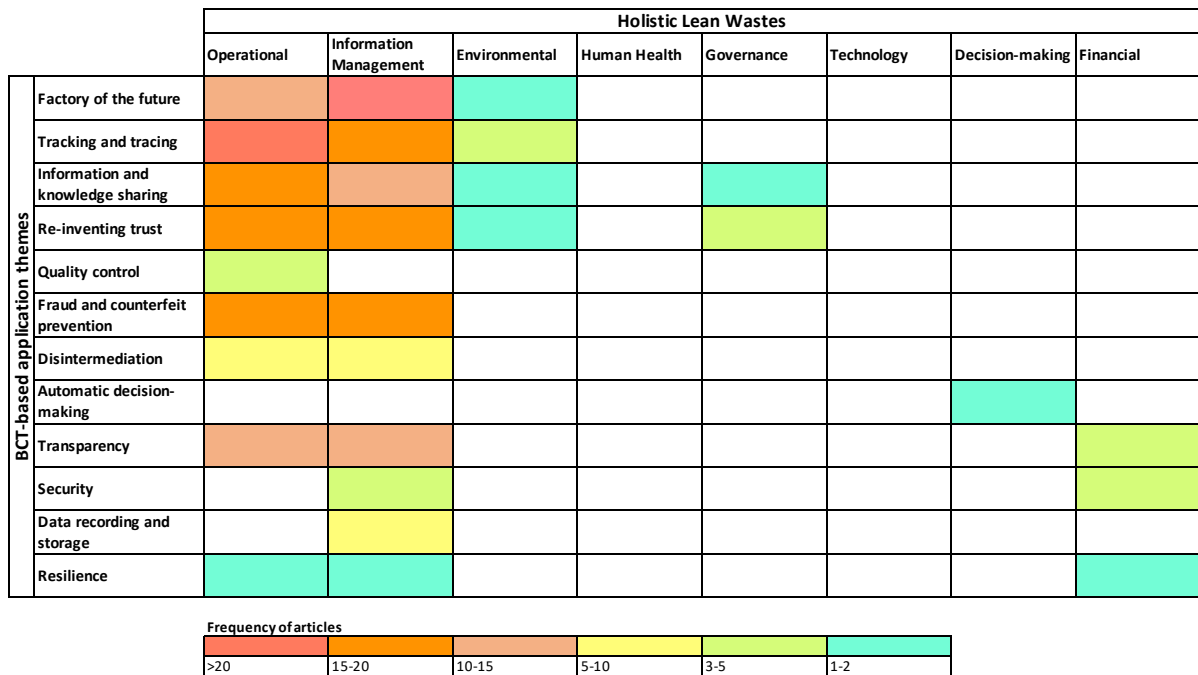 Holistic Lean Wastes
Operational
Information
Management
Environmental
Human Health
Governance
Technology
Decision-making
Financial
BCT-based application themes
Factory of the future
Tracking and tracing
Information and
knowledge sharing
Re-inventing trust
Quality control
Fraud and counterfeit
prevention
Disintermediation
Automatic decision-
making
Transparency
Security
Data recording and
storage
Resilience
Frequency of articles
>20
15-20
10-15
5-10
3-5
1-2